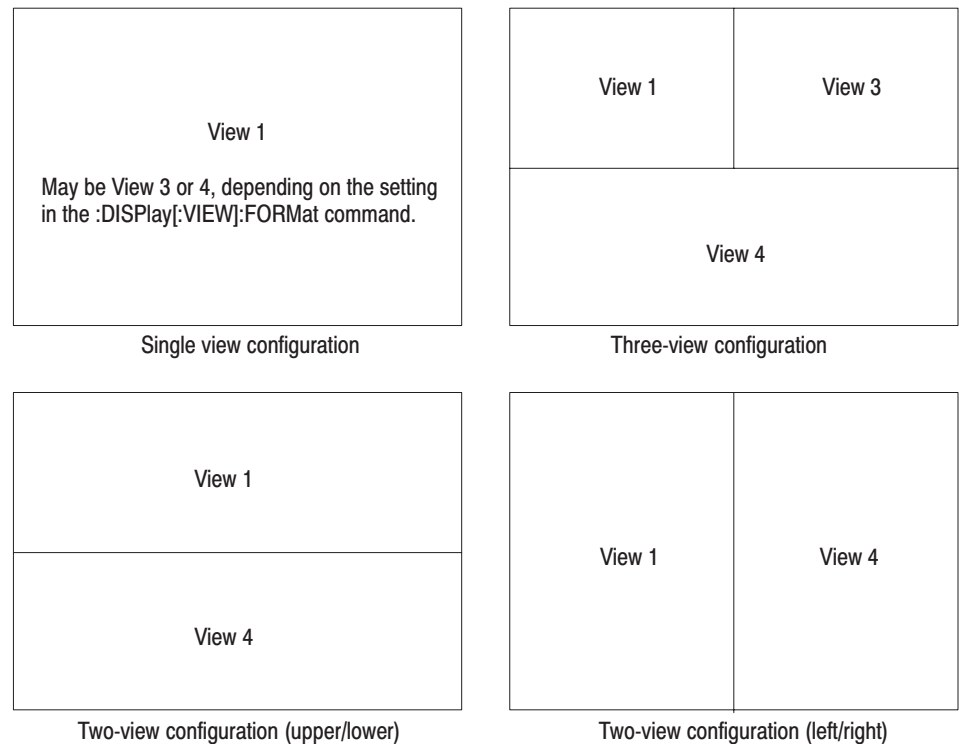 View 1
May be View 3 or 4, depending on the setting
in the :DISPlay[:VIEW]:FORMat command.
Single view configuration
View 1
View 3
View 4
Three-view configuration
View 1
View 4
Two-view configuration (upper/lower)
View 1
View 4
Two-view configuration (left/right)